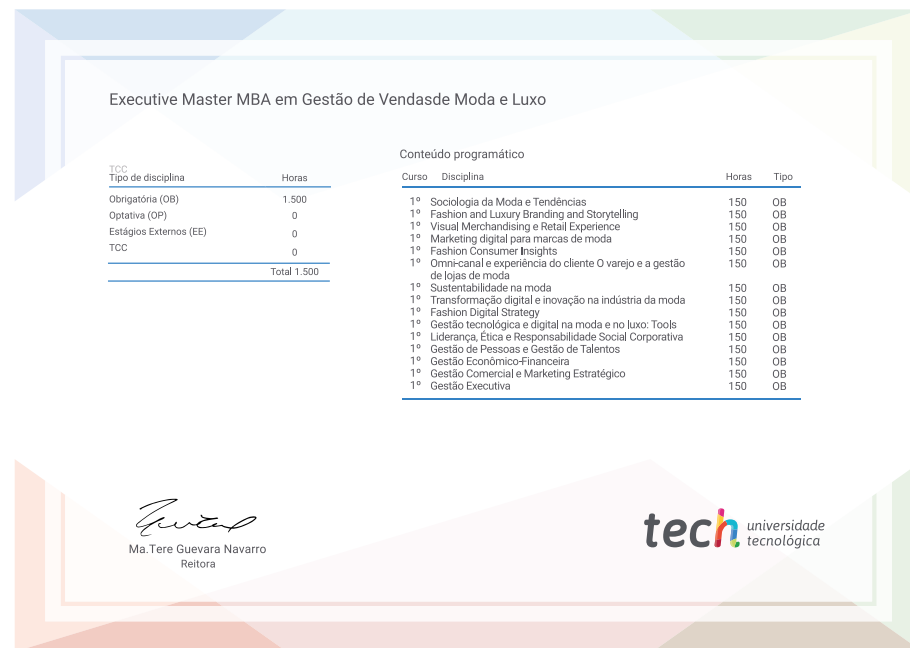 Executive Master MBA em Gestão de Vendasde Moda e Luxo
TCC
Tipo de disciplina Horas
Obrigatória (OB) 1.500
Optativa (OP) 0
Estágios Externos (EE) 0
TCC 0
Total 1.500
Conteúdo programático
Curso Disciplina Horas Tipo
1º Sociologia da Moda e Tendências 150 OB
1º Fashion and Luxury Branding and Storytelling 150 OB
1º Visual Merchandising e Retail Experience 150 OB
1º Marketing digital para marcas de moda 150 OB
1º Fashion Consumer Insights 150 OB
1º Omni-canal e experiência do cliente O varejo e a gestão 150 OB
de lojas de moda
1º Sustentabilidade na moda 150 OB
1º Transformação digital e inovação na indústria da moda 150 OB
1º Fashion Digital Strategy 150 OB
1º Gestão tecnológica e digital na moda e no luxo: Tools 150 OB
1º Liderança, Ética e Responsabilidade Social Corporativa 150 OB
1º Gestão de Pessoas e Gestão de Talentos 150 OB
1º Gestão Econômico-Financeira 150 OB
1º Gestão Comercial e Marketing Estratégico 150 OB
1º Gestão Executiva 150 OB
Ma.Tere Guevara Navarro
Reitora
tech universidade
tecnológica